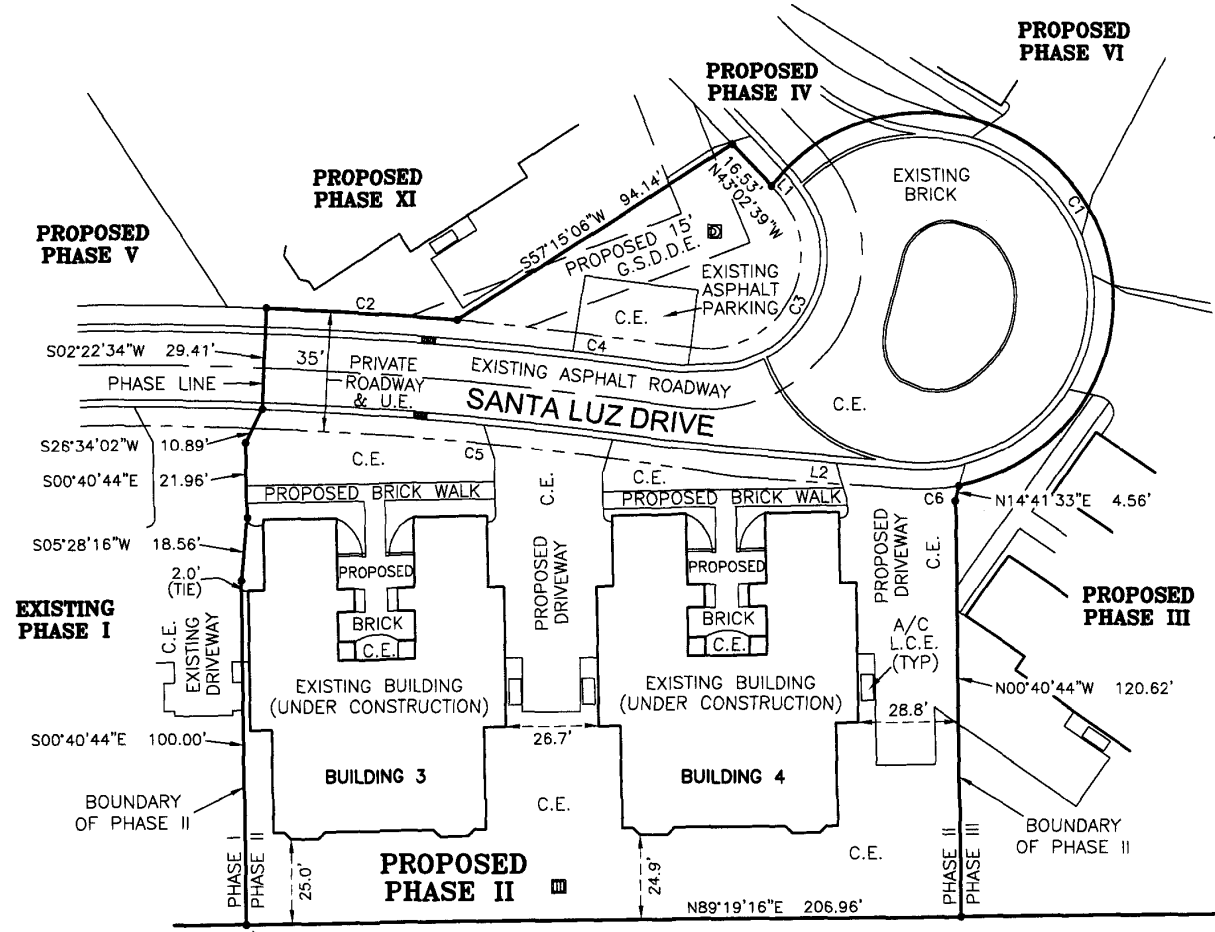 PROPOSED
PHASE VI
PROPOSED
PHASE IV
PROPOSED
PHASE XI
PROPOSED
PHASE V
EXISTING
BRICK
C1
L1
16.53'
N43°02'39"W
S57°15'06"W 94.14'
PROPOSED 15'
G.S.D.D.E.
D
EXISTING
ASPHALT
PARKING
C.E.
C3
C2
C4
S02°22'34"W 29.41'
PHASE LINE
35'
PRIVATE
ROADWAY
& U.E.
EXISTING ASPHALT ROADWAY
SANTA LUZ DRIVE
C.E.
S26°34'02"W 10.89'
S00°40'44"E 21.96'
C.E.
C5
C.E.
C.E.
L2
C6
N14°41'33"E 4.56'
PROPOSED BRICK WALK
PROPOSED BRICK WALK
S05°28'16"W 18.56'
2.0'
(TIE)
PROPOSED
BRICK
C.E.
PROPOSED
DRIVEWAY
PROPOSED
BRICK
C.E.
PROPOSED
DRIVEWAY
C.E.
EXISTING
PHASE I
C.E.
EXISTING
DRIVEWAY
PROPOSED
PHASE III
A/C
L.C.E.
(TYP)
EXISTING BUILDING
(UNDER CONSTRUCTION)
EXISTING BUILDING
(UNDER CONSTRUCTION)
N00°40'44"W 120.62'
28.8'
26.7'
S00°40'44"E 100.00'
BUILDING 3
BUILDING 4
BOUNDARY
OF PHASE II
C.E.
BOUNDARY
OF PHASE II
C.E.
PHASE I
PHASE II
25.0'
PROPOSED
PHASE II
24.9'
PHASE II
PHASE III
N89°19'16"E 206.96'